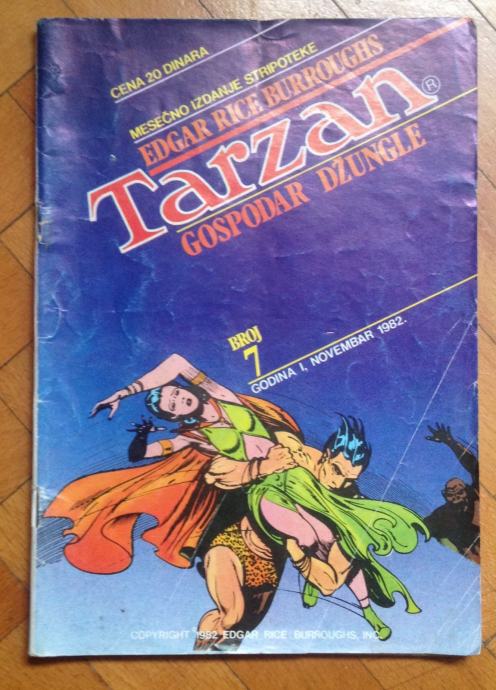 CENA 20 DINARA
MESEČNO IZDANJE STRIPOTEKE
EDGAR RICE BURROUGHS
Tarzan®
GOSPODAR DŽUNGLE
BROJ
7
GODINA I, NOVEMBAR 1982.
COPYRIGHT © 1982 EDGAR RICE BURROUGHS, INC.